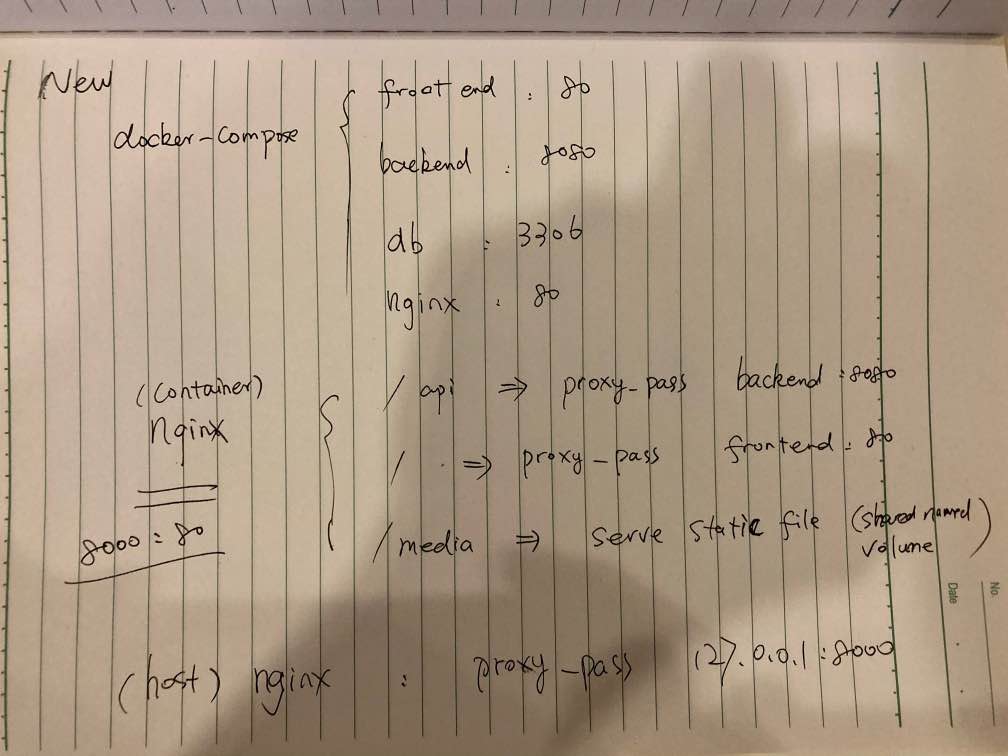 New
docker-compose { frontend : 80
backend : 8080
db : 3306
nginx : 80
(container) nginx
8000 : 80
{ / api ⇒ proxy_pass backend : 8080
/ . ⇒ proxy_pass frontend : 80
/ media ⇒ serve static file (shared named volume)
(host) nginx : proxy_pass 127.0.0.1 : 8000
No.
Date